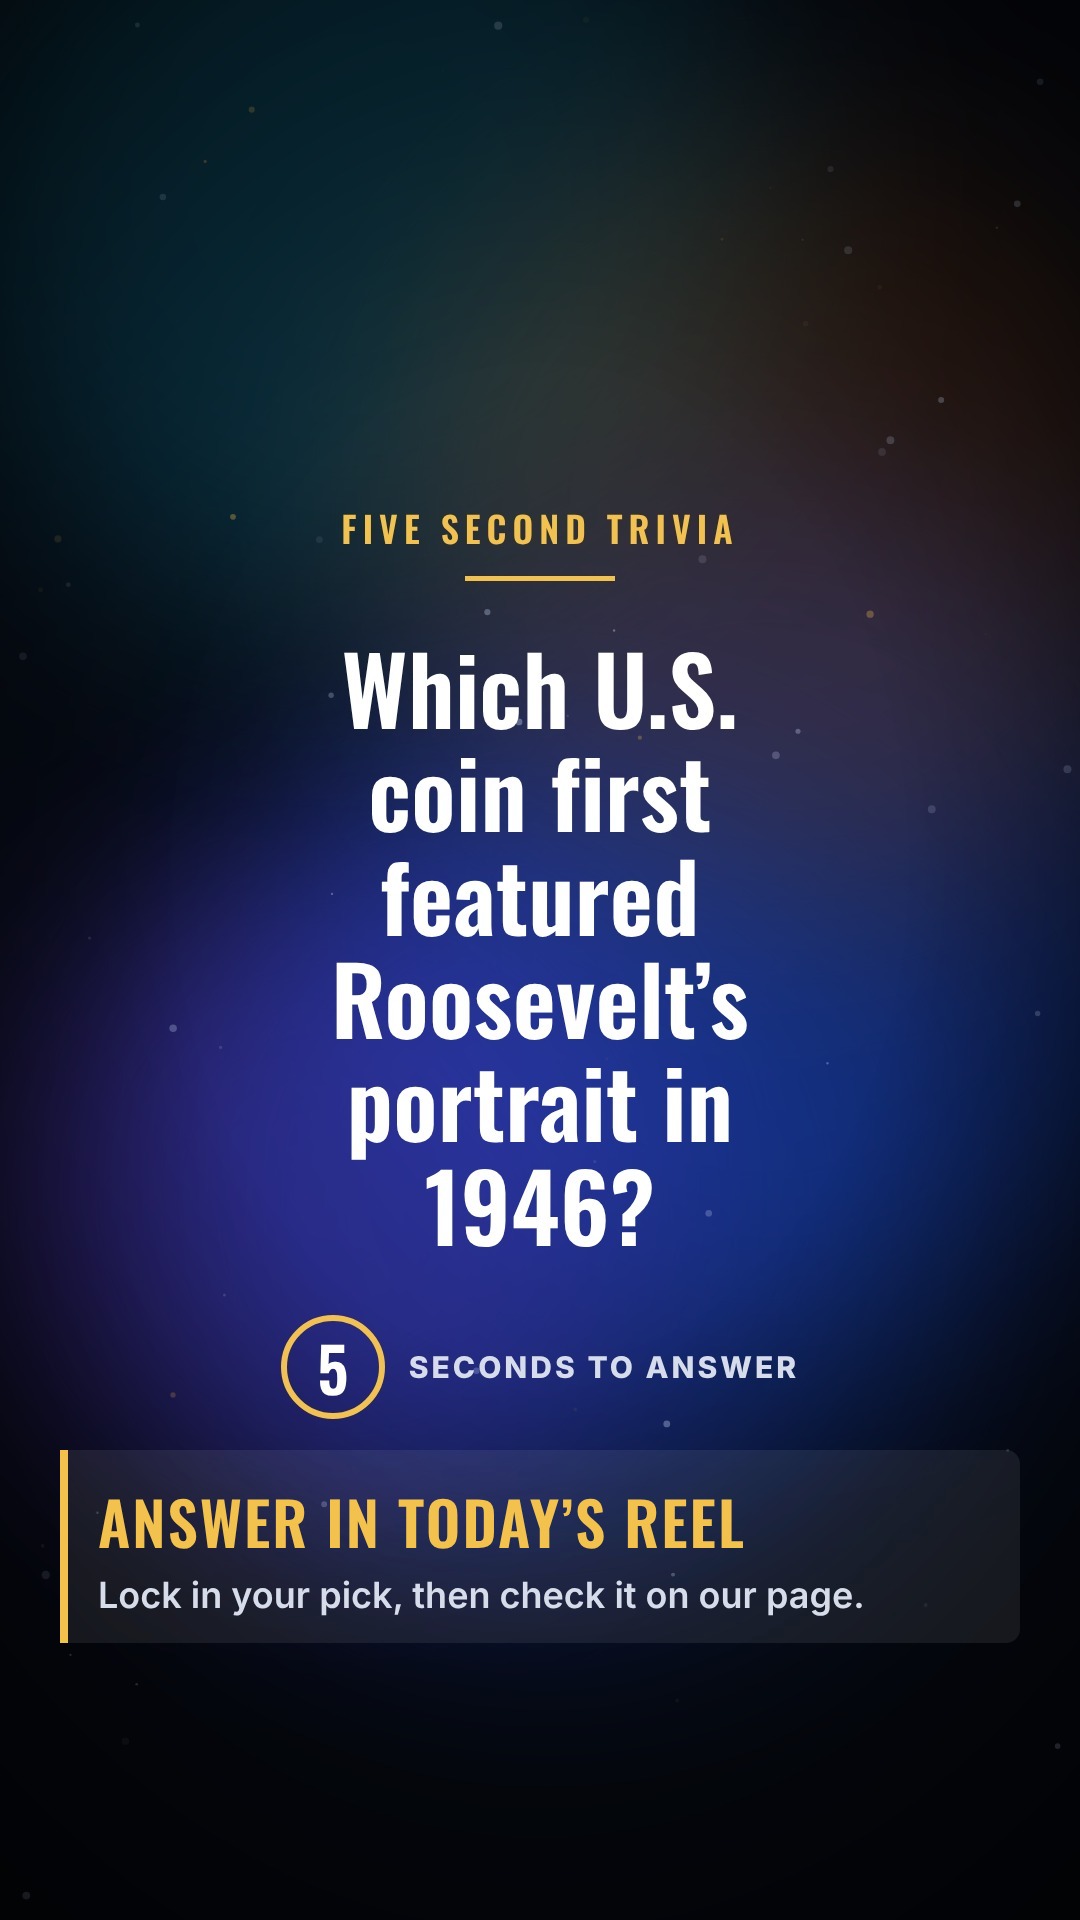 FIVE SECOND TRIVIA
Which U.S.
coin first
featured
Roosevelt’s
portrait in
1946?
5 SECONDS TO ANSWER
ANSWER IN TODAY’S REEL
Lock in your pick, then check it on our page.